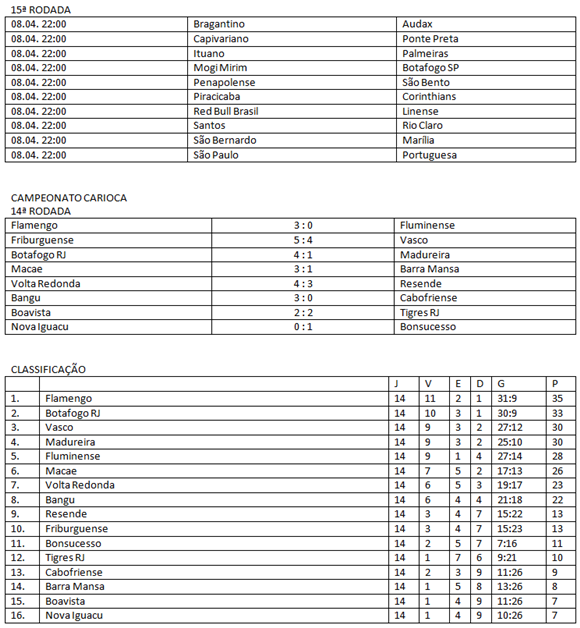 15ª RODADA
08.04. 22:00 Bragantino Audax
08.04. 22:00 Capivariano Ponte Preta
08.04. 22:00 Ituano Palmeiras
08.04. 22:00 Mogi Mirim Botafogo SP
08.04. 22:00 Penapolense São Bento
08.04. 22:00 Piracicaba Corinthians
08.04. 22:00 Red Bull Brasil Linense
08.04. 22:00 Santos Rio Claro
08.04. 22:00 São Bernardo Marília
08.04. 22:00 São Paulo Portuguesa
CAMPEONATO CARIOCA
14ª RODADA
Flamengo 3 : 0 Fluminense
Friburguense 5 : 4 Vasco
Botafogo RJ 4 : 1 Madureira
Macae 3 : 1 Barra Mansa
Volta Redonda 4 : 3 Resende
Bangu 3 : 0 Cabofriense
Boavista 2 : 2 Tigres RJ
Nova Iguacu 0 : 1 Bonsucesso
CLASSIFICAÇÃO
J V E D G P
1. Flamengo 14 11 2 1 31:9 35
2. Botafogo RJ 14 10 3 1 30:9 33
3. Vasco 14 9 3 2 27:12 30
4. Madureira 14 9 3 2 25:10 30
5. Fluminense 14 9 1 4 27:14 28
6. Macae 14 7 5 2 17:13 26
7. Volta Redonda 14 6 5 3 19:17 23
8. Bangu 14 6 4 4 21:18 22
9. Resende 14 3 4 7 15:22 13
10. Friburguense 14 3 4 7 15:23 13
11. Bonsucesso 14 2 5 7 7:16 11
12. Tigres RJ 14 1 7 6 9:21 10
13. Cabofriense 14 2 3 9 11:26 9
14. Barra Mansa 14 1 5 8 13:26 8
15. Boavista 14 1 4 9 11:26 7
16. Nova Iguacu 14 1 4 9 10:26 7